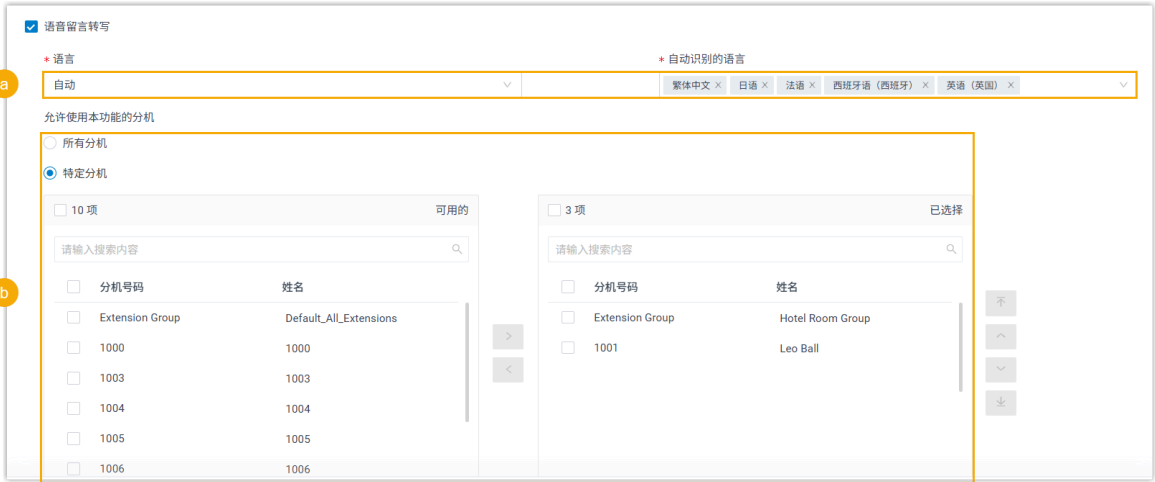 语音留言转写
* 语言 * 自动识别的语言
a 自动 繁体中文 × 日语 × 法语 × 西班牙语（西班牙） × 英语（英国） ×
允许使用本功能的分机
所有分机
特定分机
10 项 可用的 3 项 已选择
请输入搜索内容 请输入搜索内容
b 分机号码 姓名 分机号码 姓名
Extension Group Default_All_Extensions Extension Group Hotel Room Group
1000 1000 1001 Leo Ball
1003 1003
1004 1004
1005 1005
1006 1006